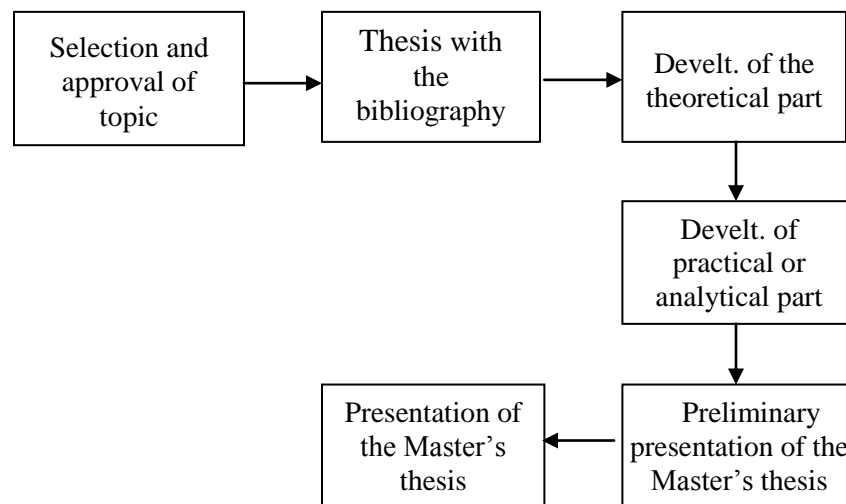 Selection and
approval of
topic
Thesis with
the
bibliography
Develt. of the
theoretical part
Develt. of
practical or
analytical part
Preliminary
presentation of the
Master’s thesis
Presentation of
the Master’s
thesis